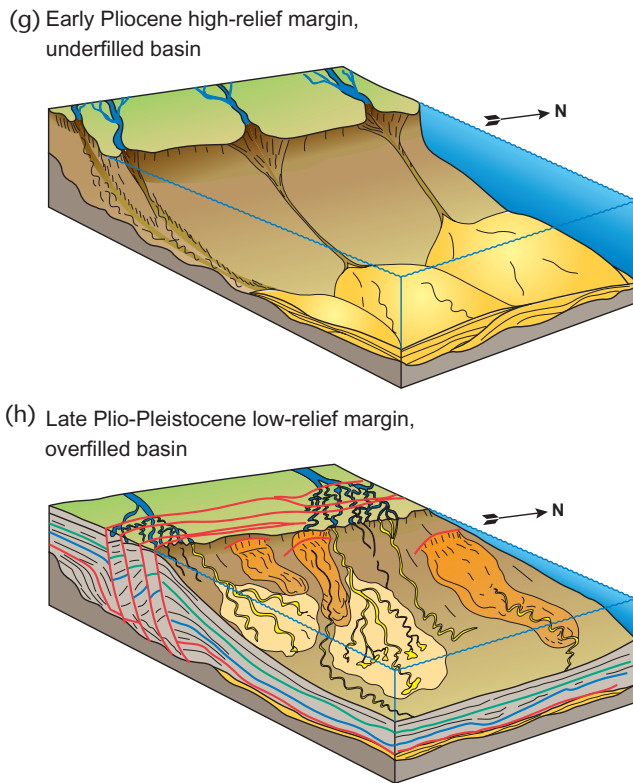 (g) Early Pliocene high-relief margin,
underfilled basin
N
(h) Late Plio-Pleistocene low-relief margin,
overfilled basin
N